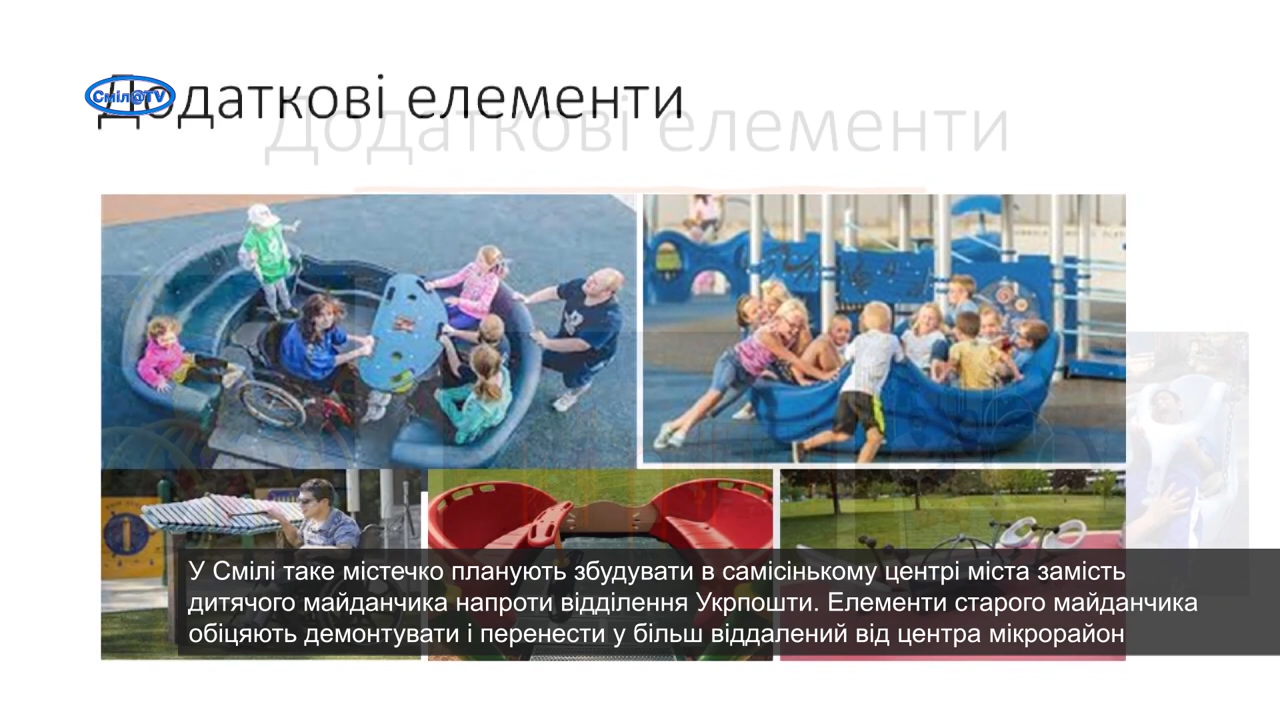 Сміл@TV
Додаткові елементи
Додаткові елементи
У Смілі таке містечко планують збудувати в самісінькому центрі міста замість
дитячого майданчика напроти відділення Укрпошти. Елементи старого майданчика
обіцяють демонтувати і перенести у більш віддалений від центра мікрорайон